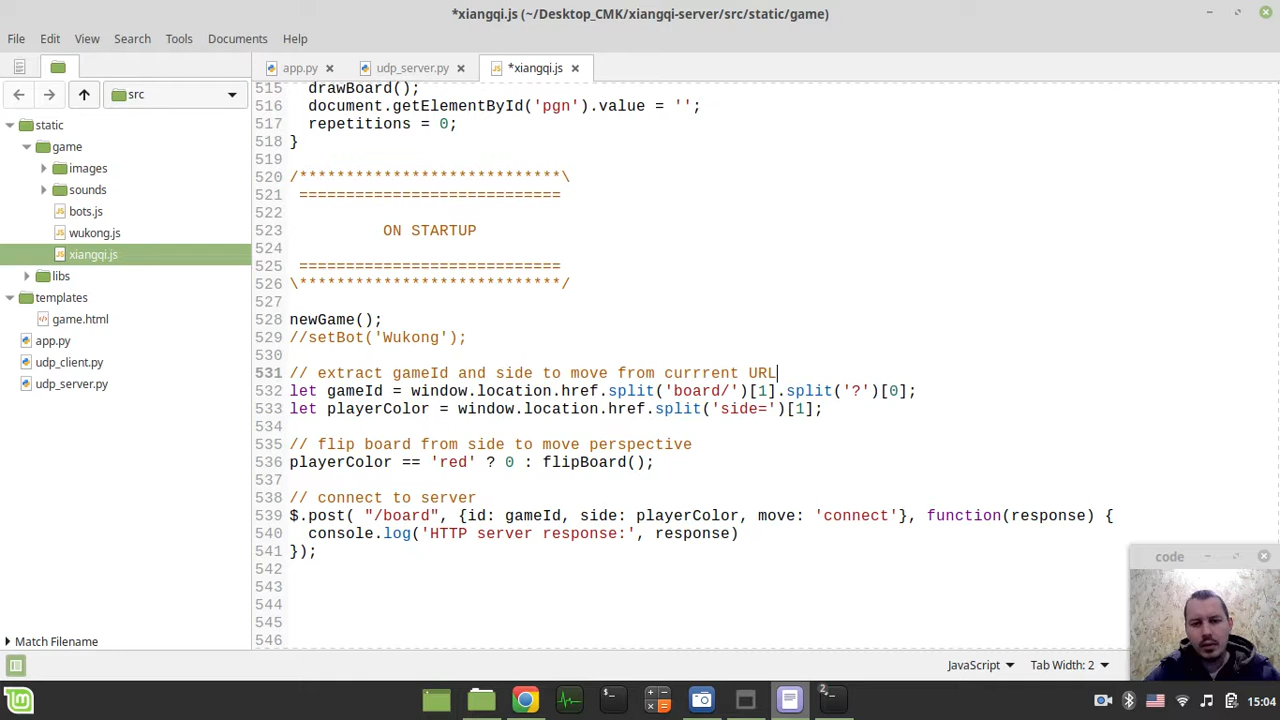 *xiangqi.js (~/Desktop_CMK/xiangqi-server/src/static/game)
File Edit View Search Tools Documents Help
app.py udp_server.py *xiangqi.js
src
static
game
images
sounds
bots.js
wukong.js
xiangqi.js
libs
templates
game.html
app.py
udp_client.py
udp_server.py
Match Filename
515 drawBoard();
516 document.getElementById('pgn').value = '';
517 repetitions = 0;
518 }
519
520 /****************************\
521 ============================
522
523 ON STARTUP
524
525 ============================
526 \****************************/
527
528 newGame();
529 //setBot('Wukong');
530
531 // extract gameId and side to move from currrent URL
532 let gameId = window.location.href.split('board/')[1].split('?')[0];
533 let playerColor = window.location.href.split('side=')[1];
534
535 // flip board from side to move perspective
536 playerColor == 'red' ? 0 : flipBoard();
537
538 // connect to server
539 $.post( "/board", {id: gameId, side: playerColor, move: 'connect'}, function(response) {
540 console.log('HTTP server response:', response)
541 });
542
543
544
545
546
code
JavaScript Tab Width: 2
2
15:04